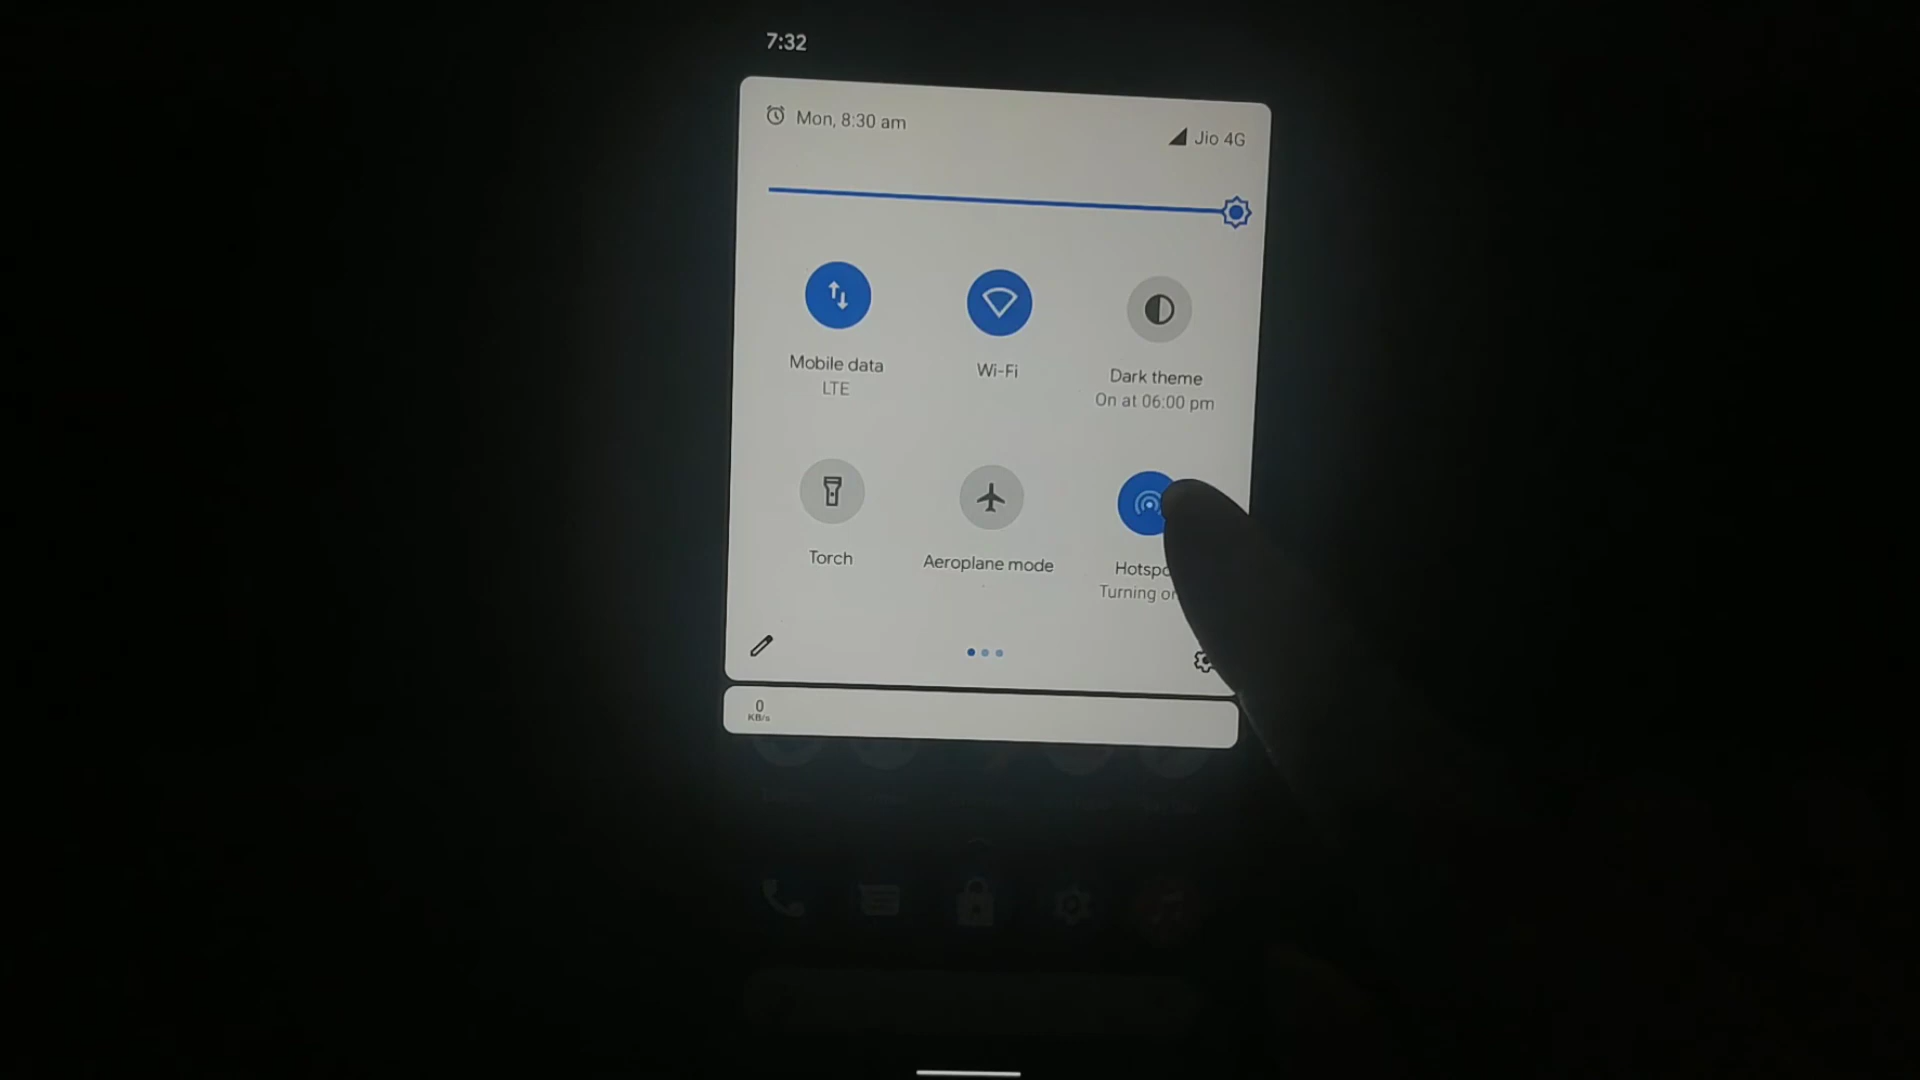 7:32
Mon, 8:30 am
Jio 4G
Mobile data
LTE
Wi-Fi
Dark theme
On at 06:00 pm
Torch
Aeroplane mode
Hotspo
Turning on
0
KB/s